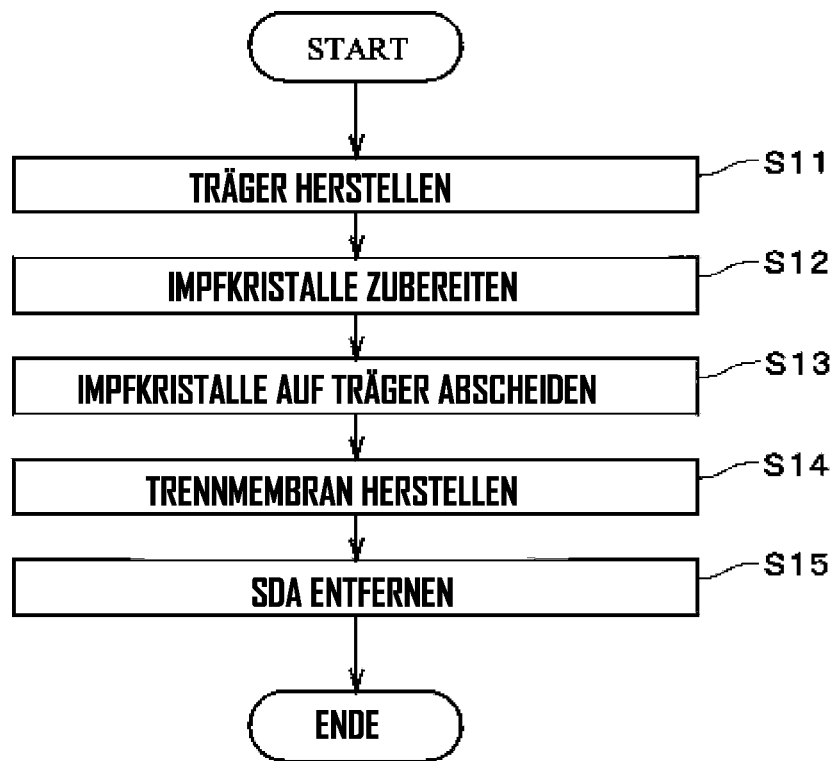 START
TRÄGER HERSTELLEN
S11
IMPFKRISTALLE ZUBEREITEN
S12
IMPFKRISTALLE AUF TRÄGER ABSCHEIDEN
S13
TRENNMEMBRAN HERSTELLEN
S14
SDA ENTFERNEN
S15
ENDE